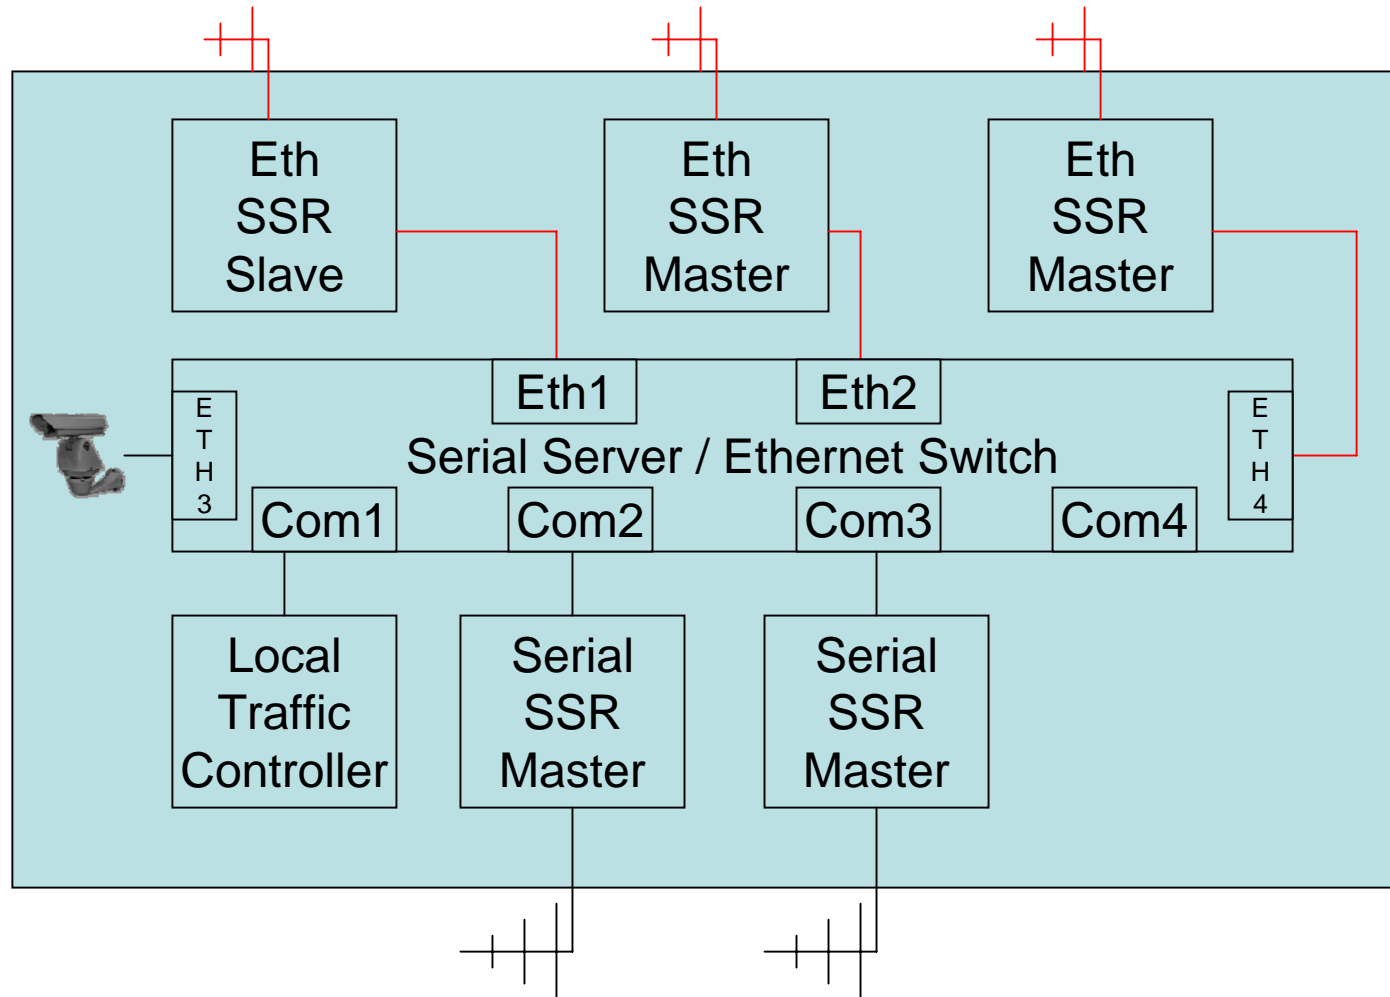 Eth
SSR
Slave
Eth
SSR
Master
Eth
SSR
Master
Eth1
Eth2
E
T
H
3
E
T
H
4
Serial Server / Ethernet Switch
Com1
Com2
Com3
Com4
Local
Traffic
Controller
Serial
SSR
Master
Serial
SSR
Master